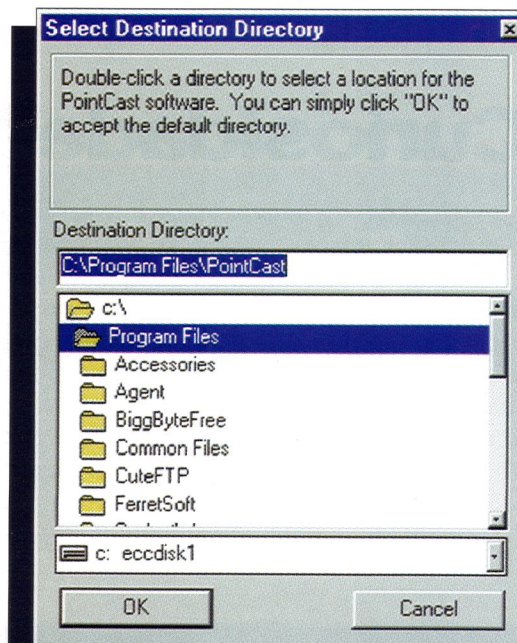 Select Destination Directory
Double-click a directory to select a location for the
PointCast software. You can simply click "OK" to
accept the default directory.
Destination Directory:
C:\Program Files\PointCast
c:\
Program Files
Accessories
Agent
BiggByteFree
Common Files
CuteFTP
FerretSoft
c: eccdisk1
OK
Cancel